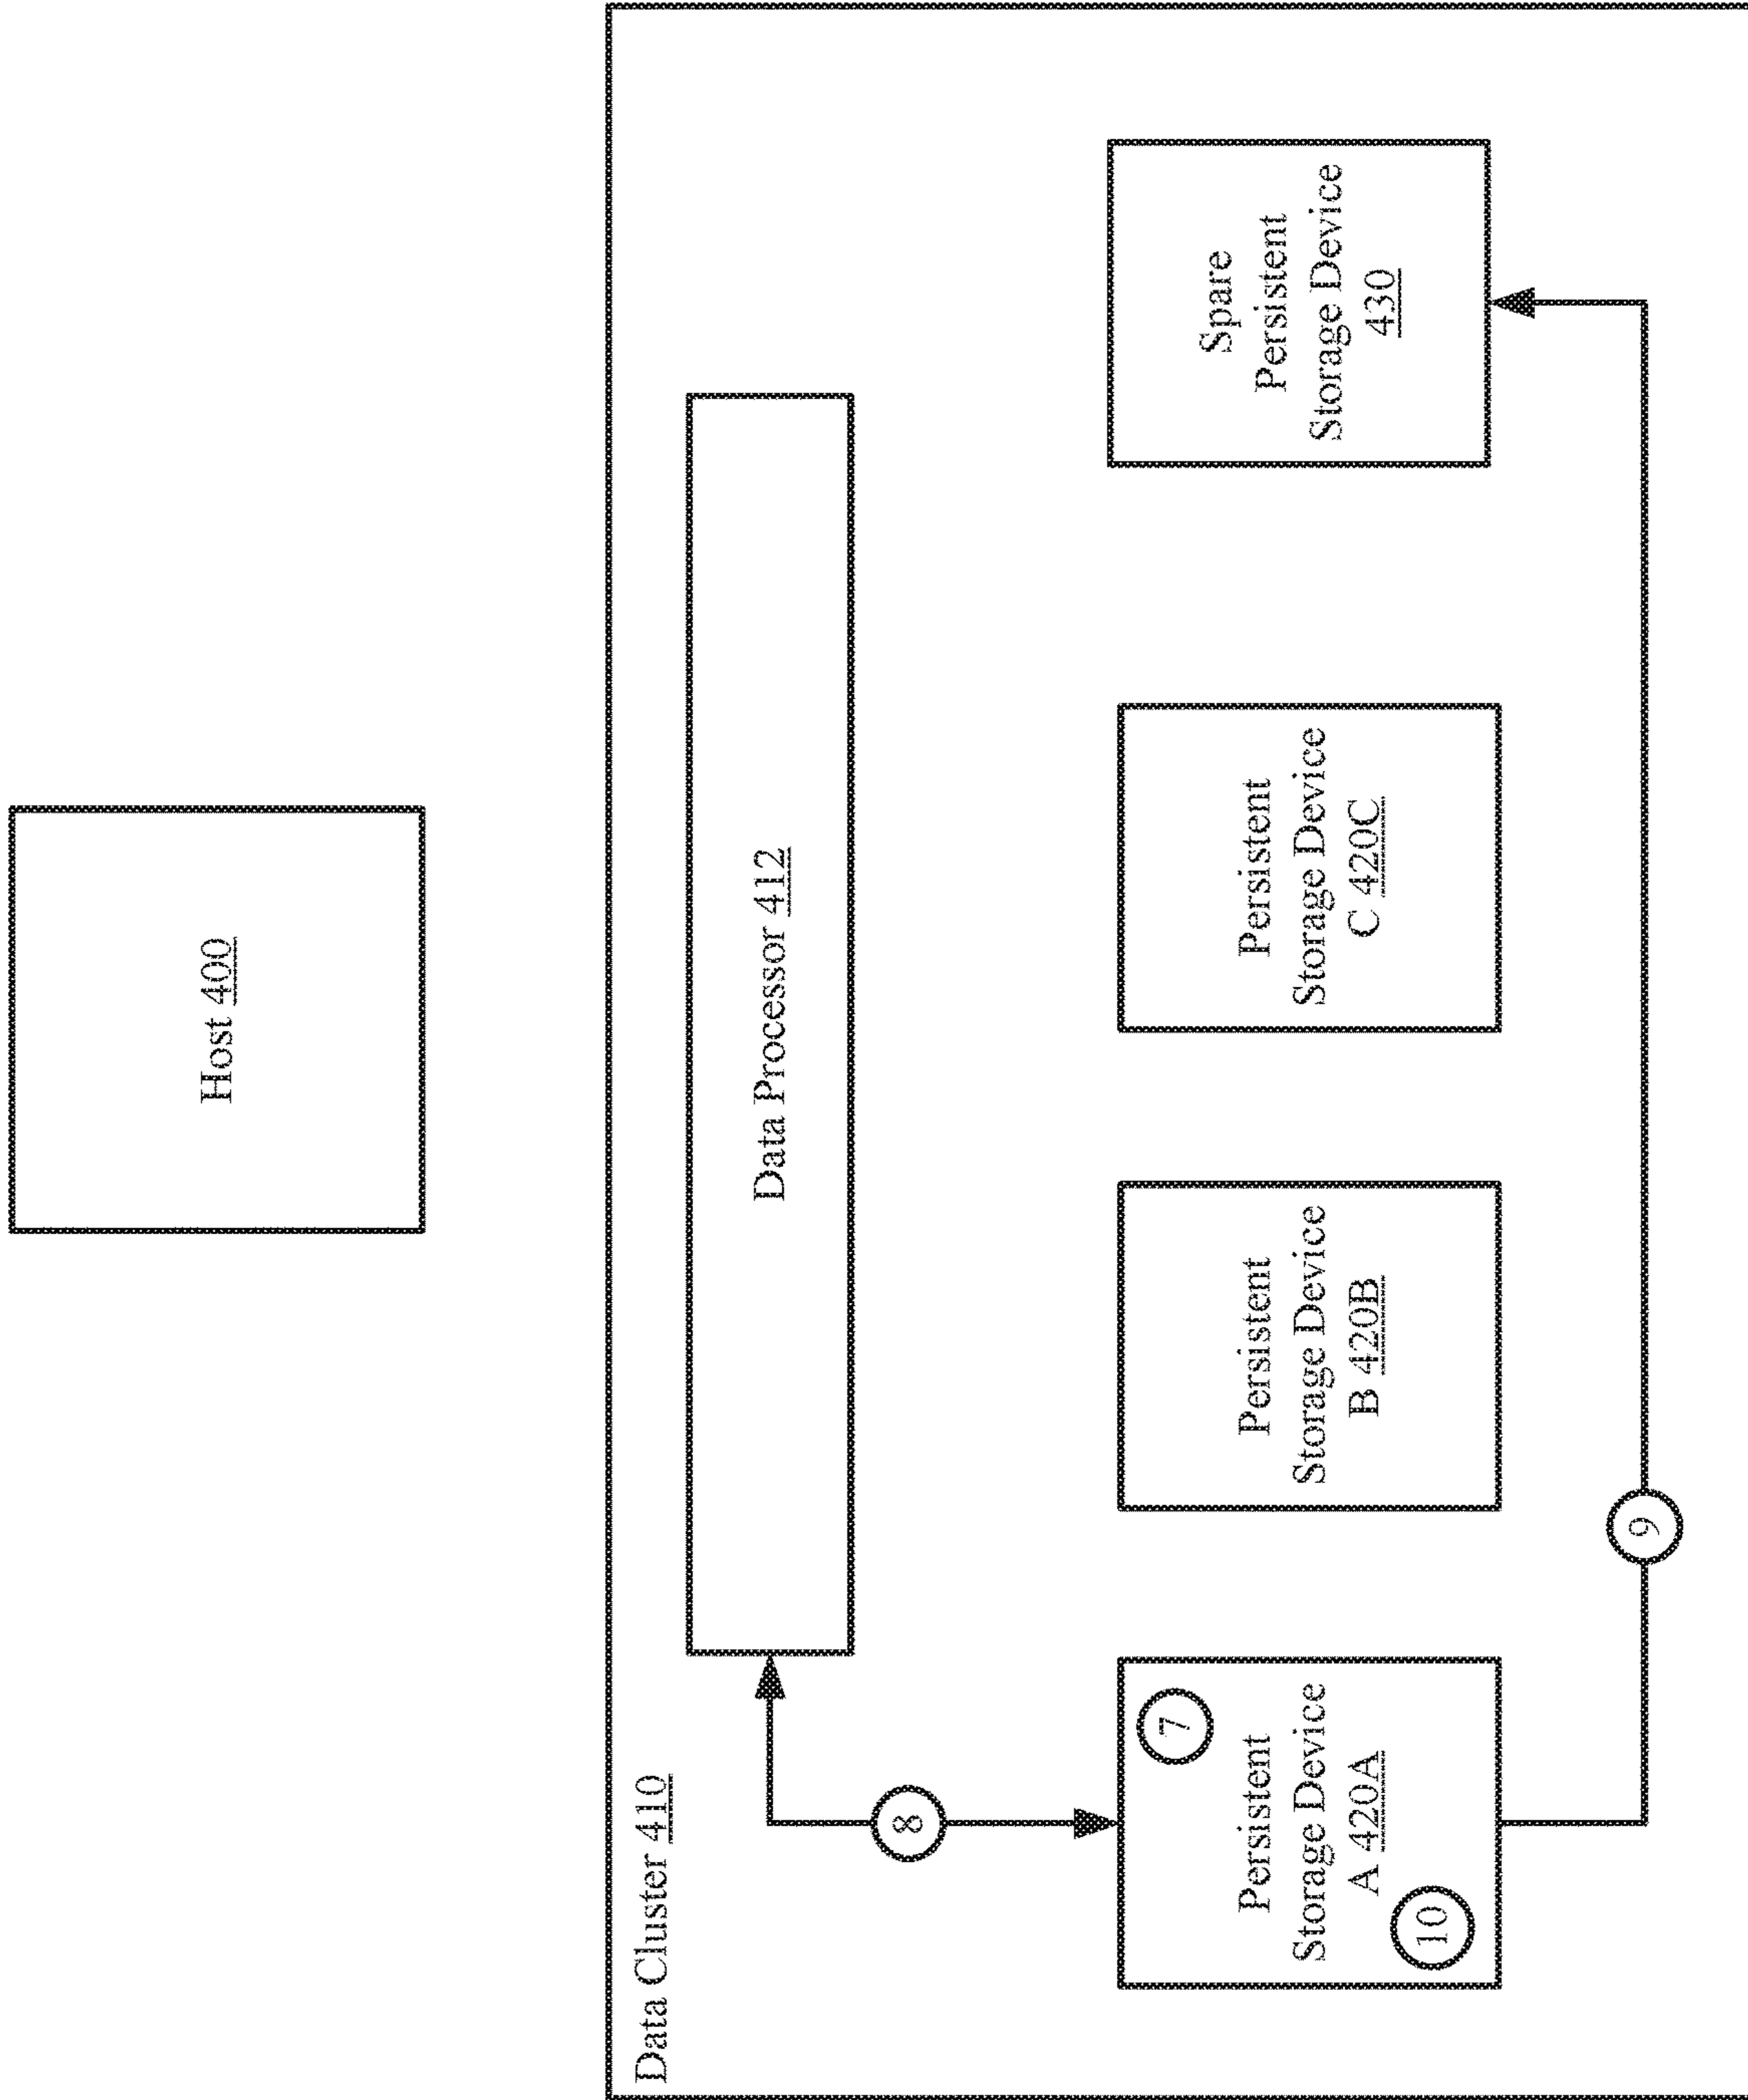 Host 400
Data Cluster 410
Data Processor 412
8
7
Persistent
Storage Device
A 420A
10
Persistent
Storage Device
B 420B
Persistent
Storage Device
C 420C
Spare
Persistent
Storage Device
430
9